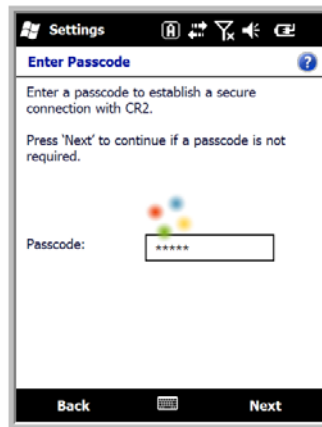 Settings
Enter Passcode
Enter a passcode to establish a secure
connection with CR2.
Press 'Next' to continue if a passcode is not
required.
Passcode: *****
Back Next